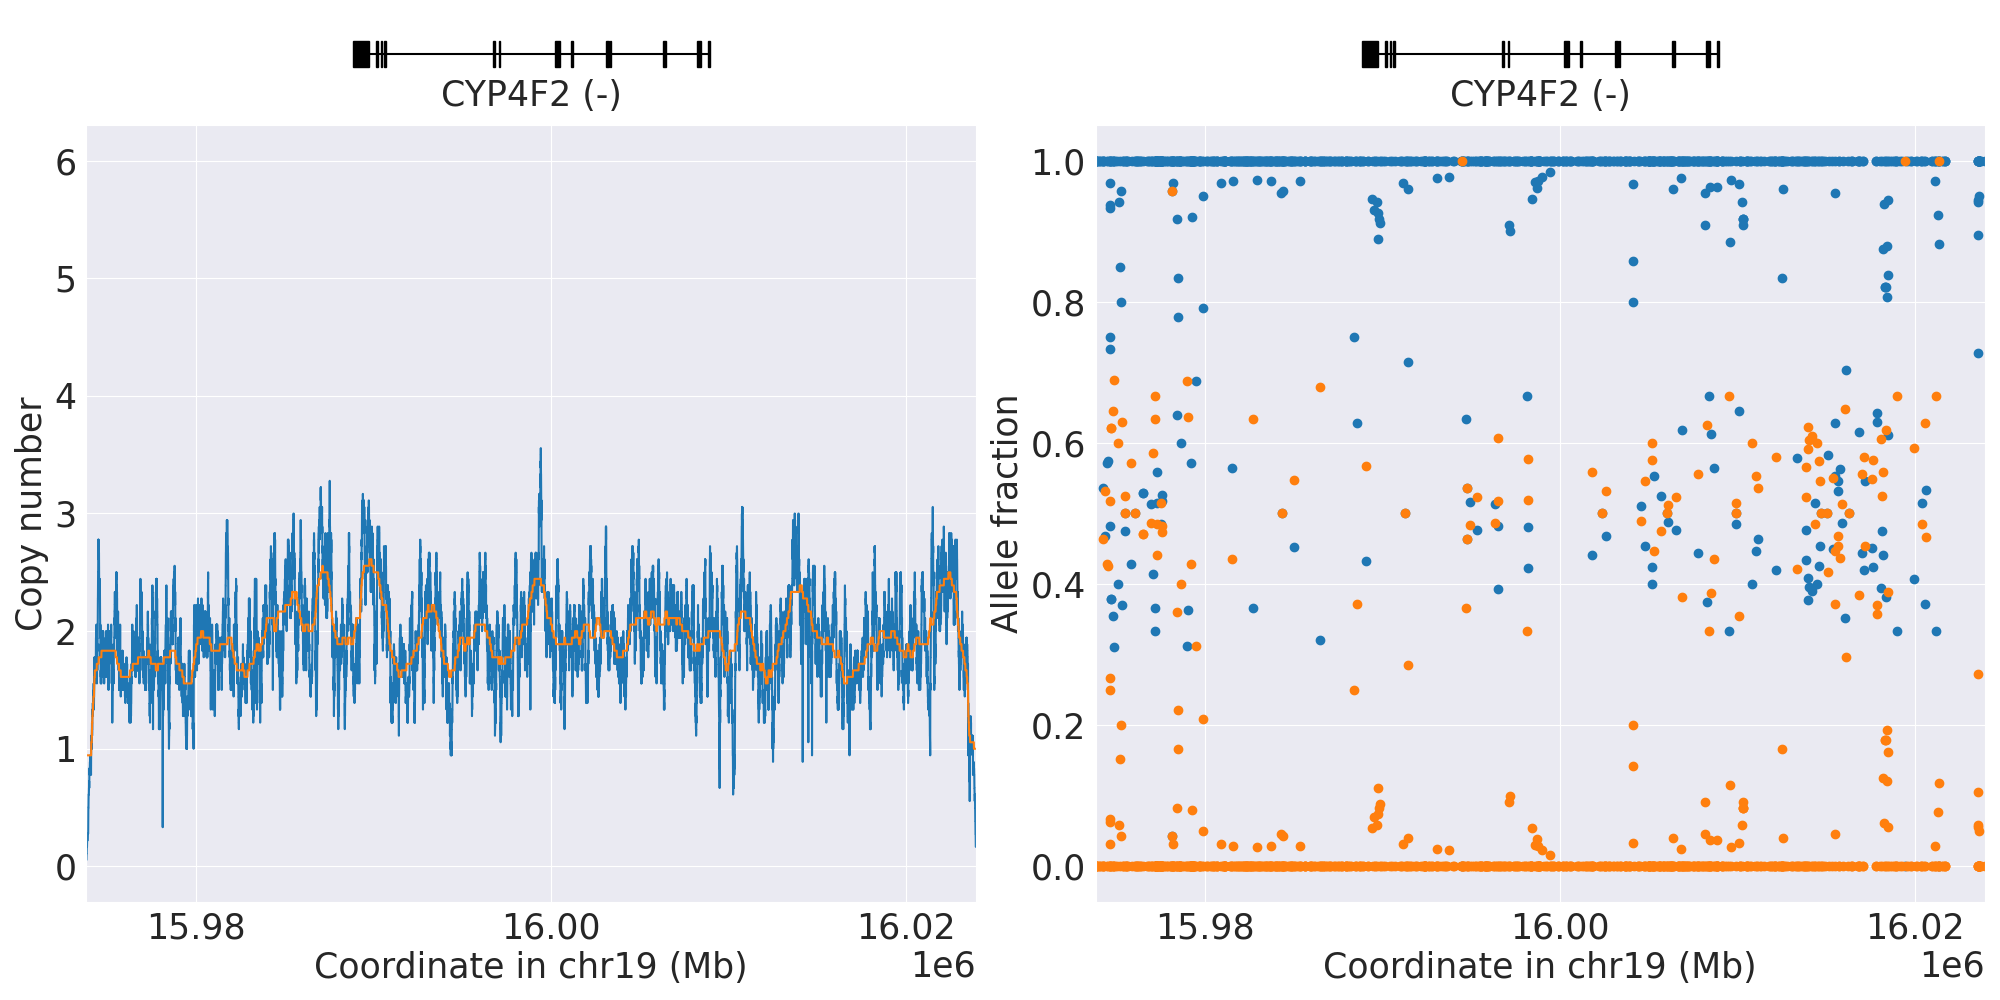 CYP4F2 (-)
Copy number
6
5
4
3
2
1
0
15.98
16.00
16.02
Coordinate in chr19 (Mb)
1e6
CYP4F2 (-)
Allele fraction
1.0
0.8
0.6
0.4
0.2
0.0
15.98
16.00
16.02
Coordinate in chr19 (Mb)
1e6